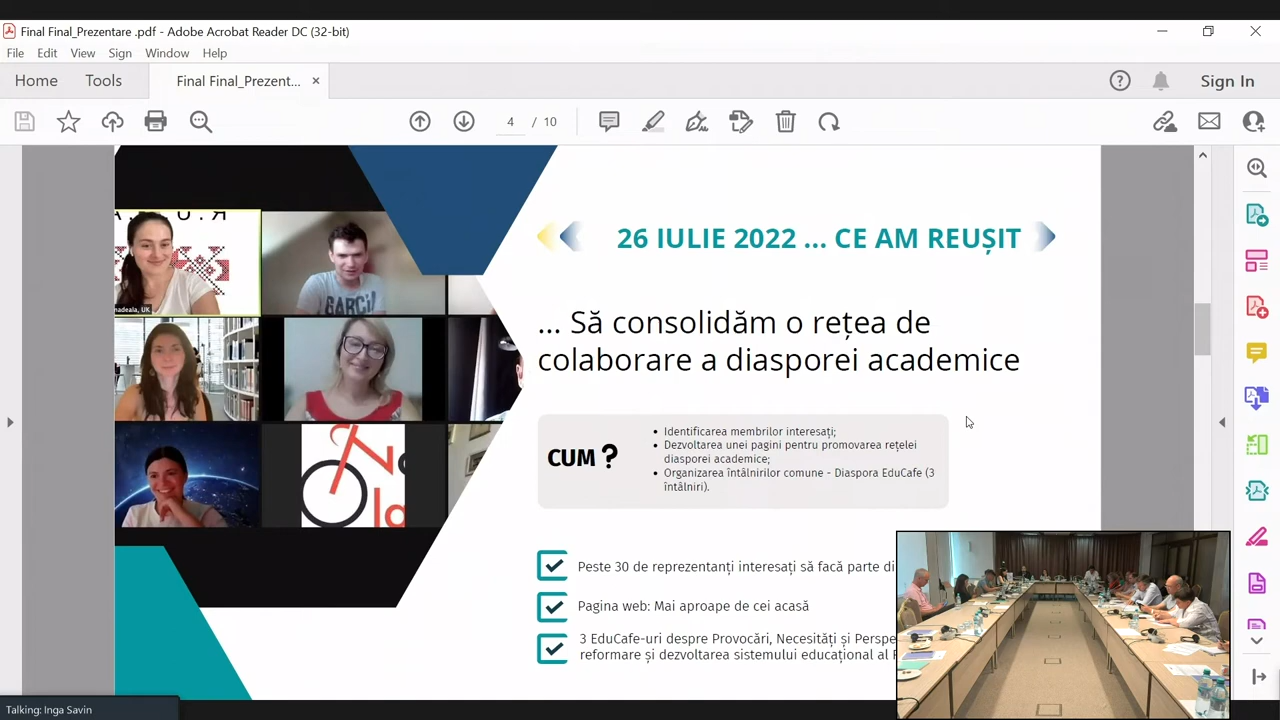 Final Final_Prezentare .pdf - Adobe Acrobat Reader DC (32-bit)
File Edit View Sign Window Help
Home Tools Final Final_Prezent... × Sign In
4 / 10
26 IULIE 2022 ... CE AM REUȘIT
... Să consolidăm o rețea de
colaborare a diasporei academice
CUM ?
• Identificarea membrilor interesați;
• Dezvoltarea unei pagini pentru promovarea rețelei
diasporei academice;
• Organizarea întâlnirilor comune - Diaspora EduCafe (3
întâlniri).
Peste 30 de reprezentanți interesați să facă parte di
Pagina web: Mai aproape de cei acasă
3 EduCafe-uri despre Provocări, Necesități și Perspe
reformare și dezvoltarea sistemului educațional al
nadeala, UK
GARCI
Talking: Inga Savin